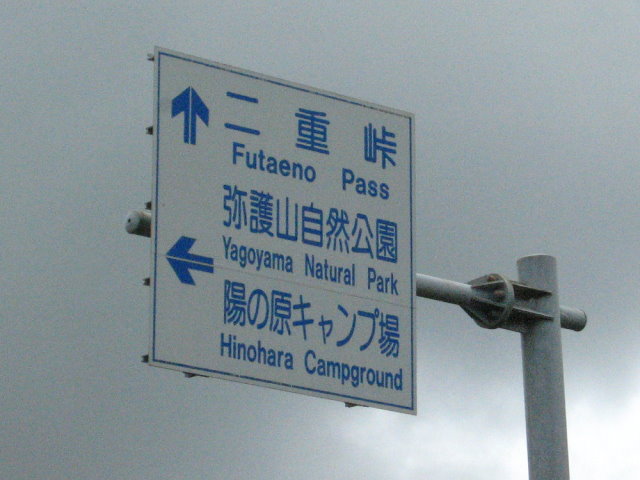 二重峠
Futaeno Pass
弥護山自然公園
Yagoyama Natural Park
陽の原キャンプ場
Hinohara Campground